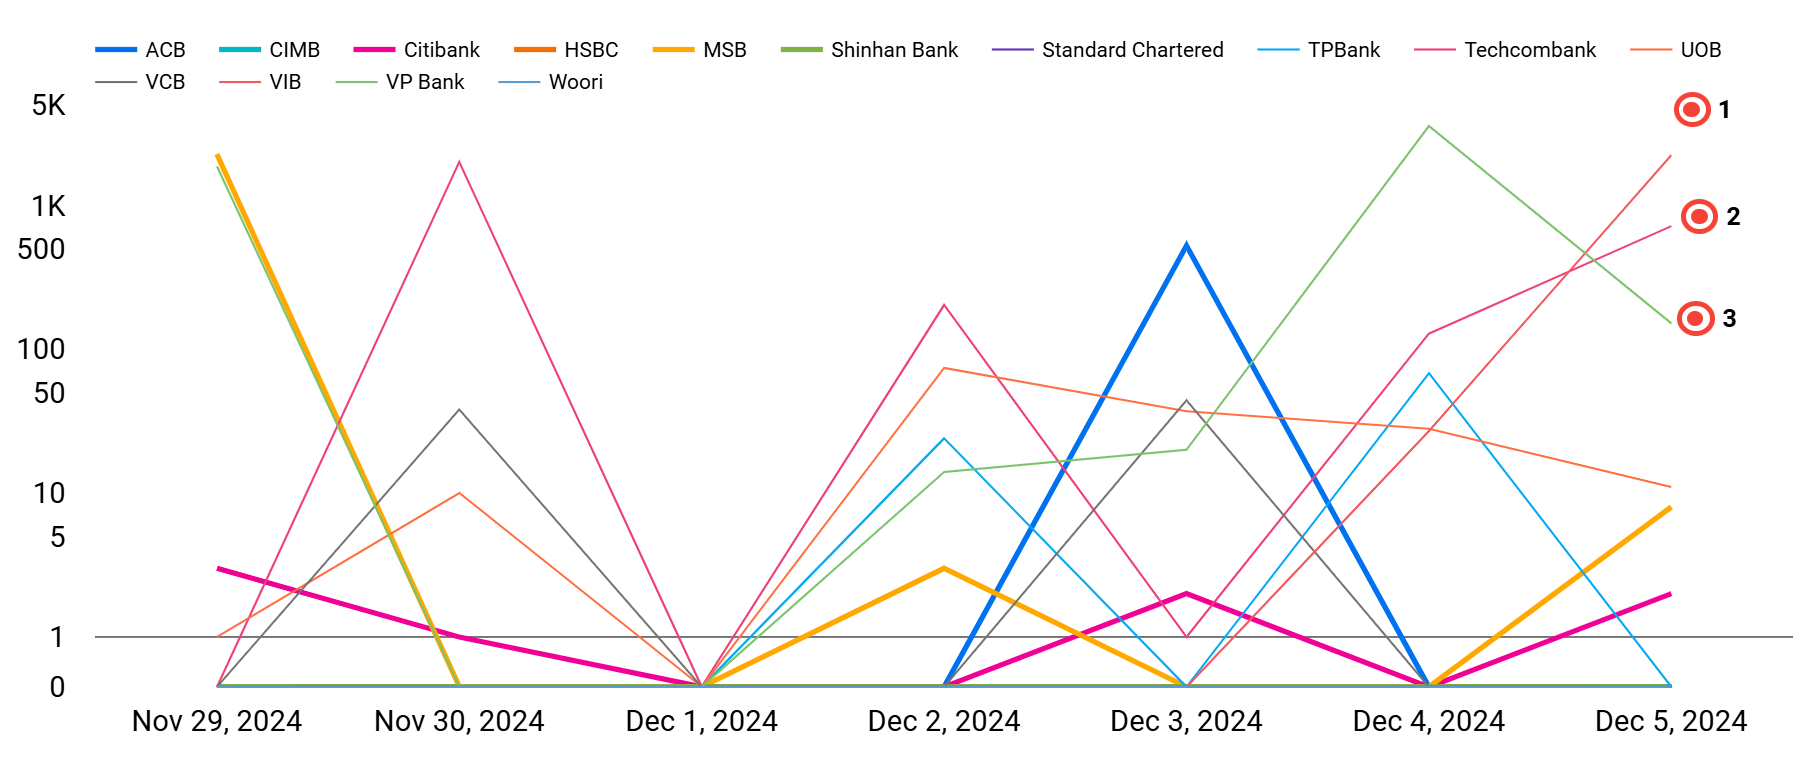 ACB CIMB Citibank HSBC MSB Shinhan Bank Standard Chartered TPBank Techcombank UOB
VCB VIB VP Bank Woori
5K
1
1K
2
500
3
100
50
10
5
1
0
Nov 29, 2024 Nov 30, 2024 Dec 1, 2024 Dec 2, 2024 Dec 3, 2024 Dec 4, 2024 Dec 5, 2024